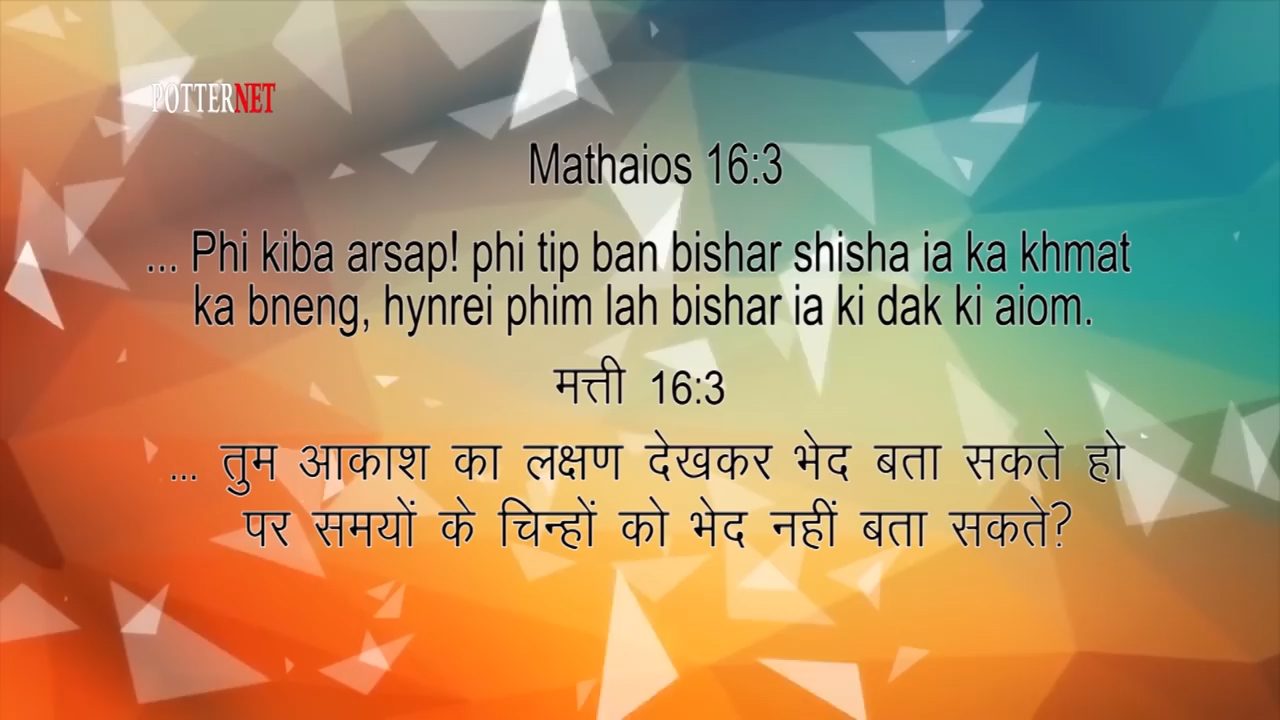 POTTERNET
Mathaios 16:3
... Phi kiba arsap! phi tip ban bishar shisha ia ka khmat
ka bneng, hynrei phim lah bishar ia ki dak ki aiom.
मत्ती 16:3
... तुम आकाश का लक्षण देखकर भेद बता सकते हो
पर समयों के चिन्हों को भेद नहीं बता सकते?